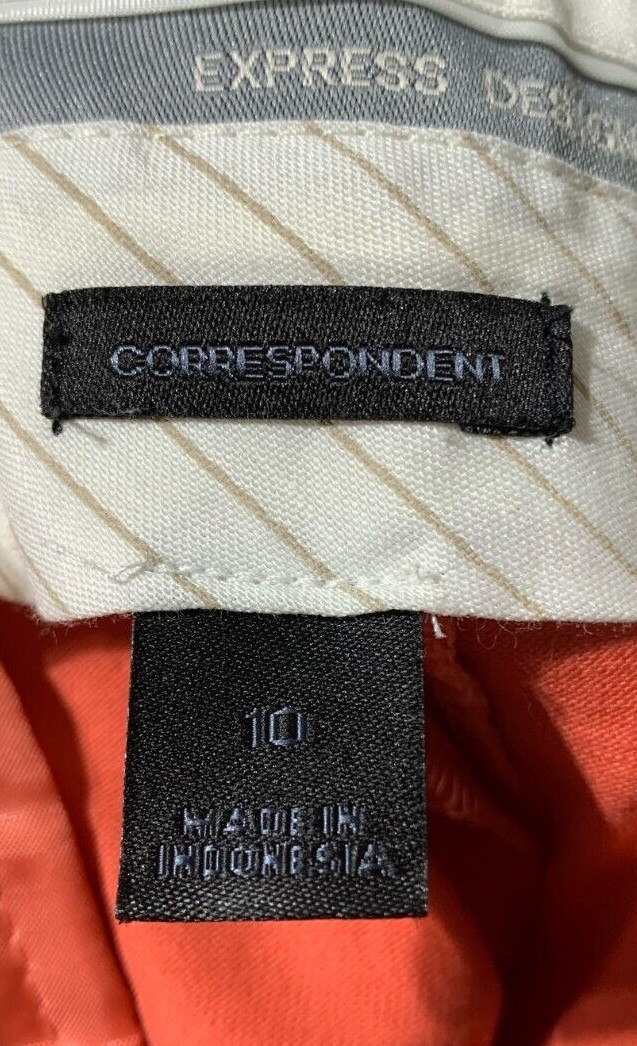 EXPRESS
CORRESPONDENT
10
MADE IN
INDONESIA